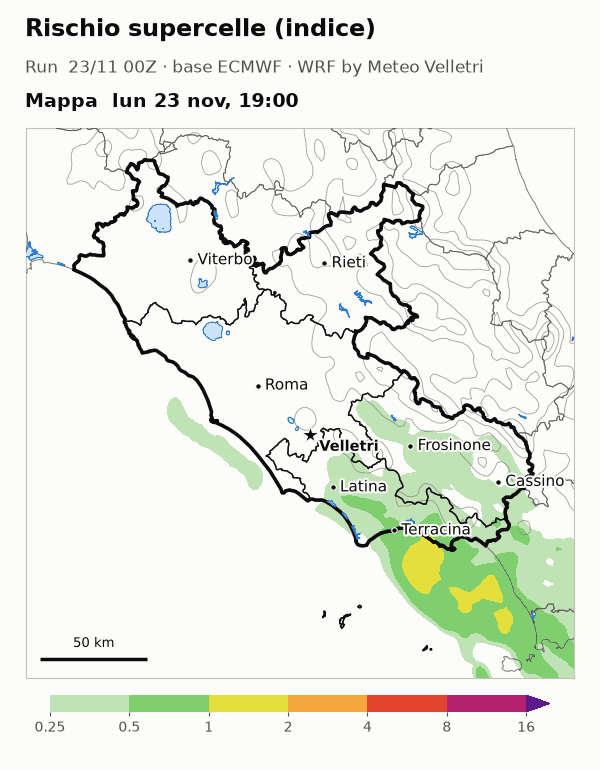 Rischio supercelle (indice)
Run  23/11 00Z · base ECMWF · WRF by Meteo Velletri
Mappa  lun 23 nov, 19:00
Viterbo
Rieti
Roma
Velletri
Frosinone
Cassino
Latina
Terracina
50 km
0.25 0.5 1 2 4 8 16